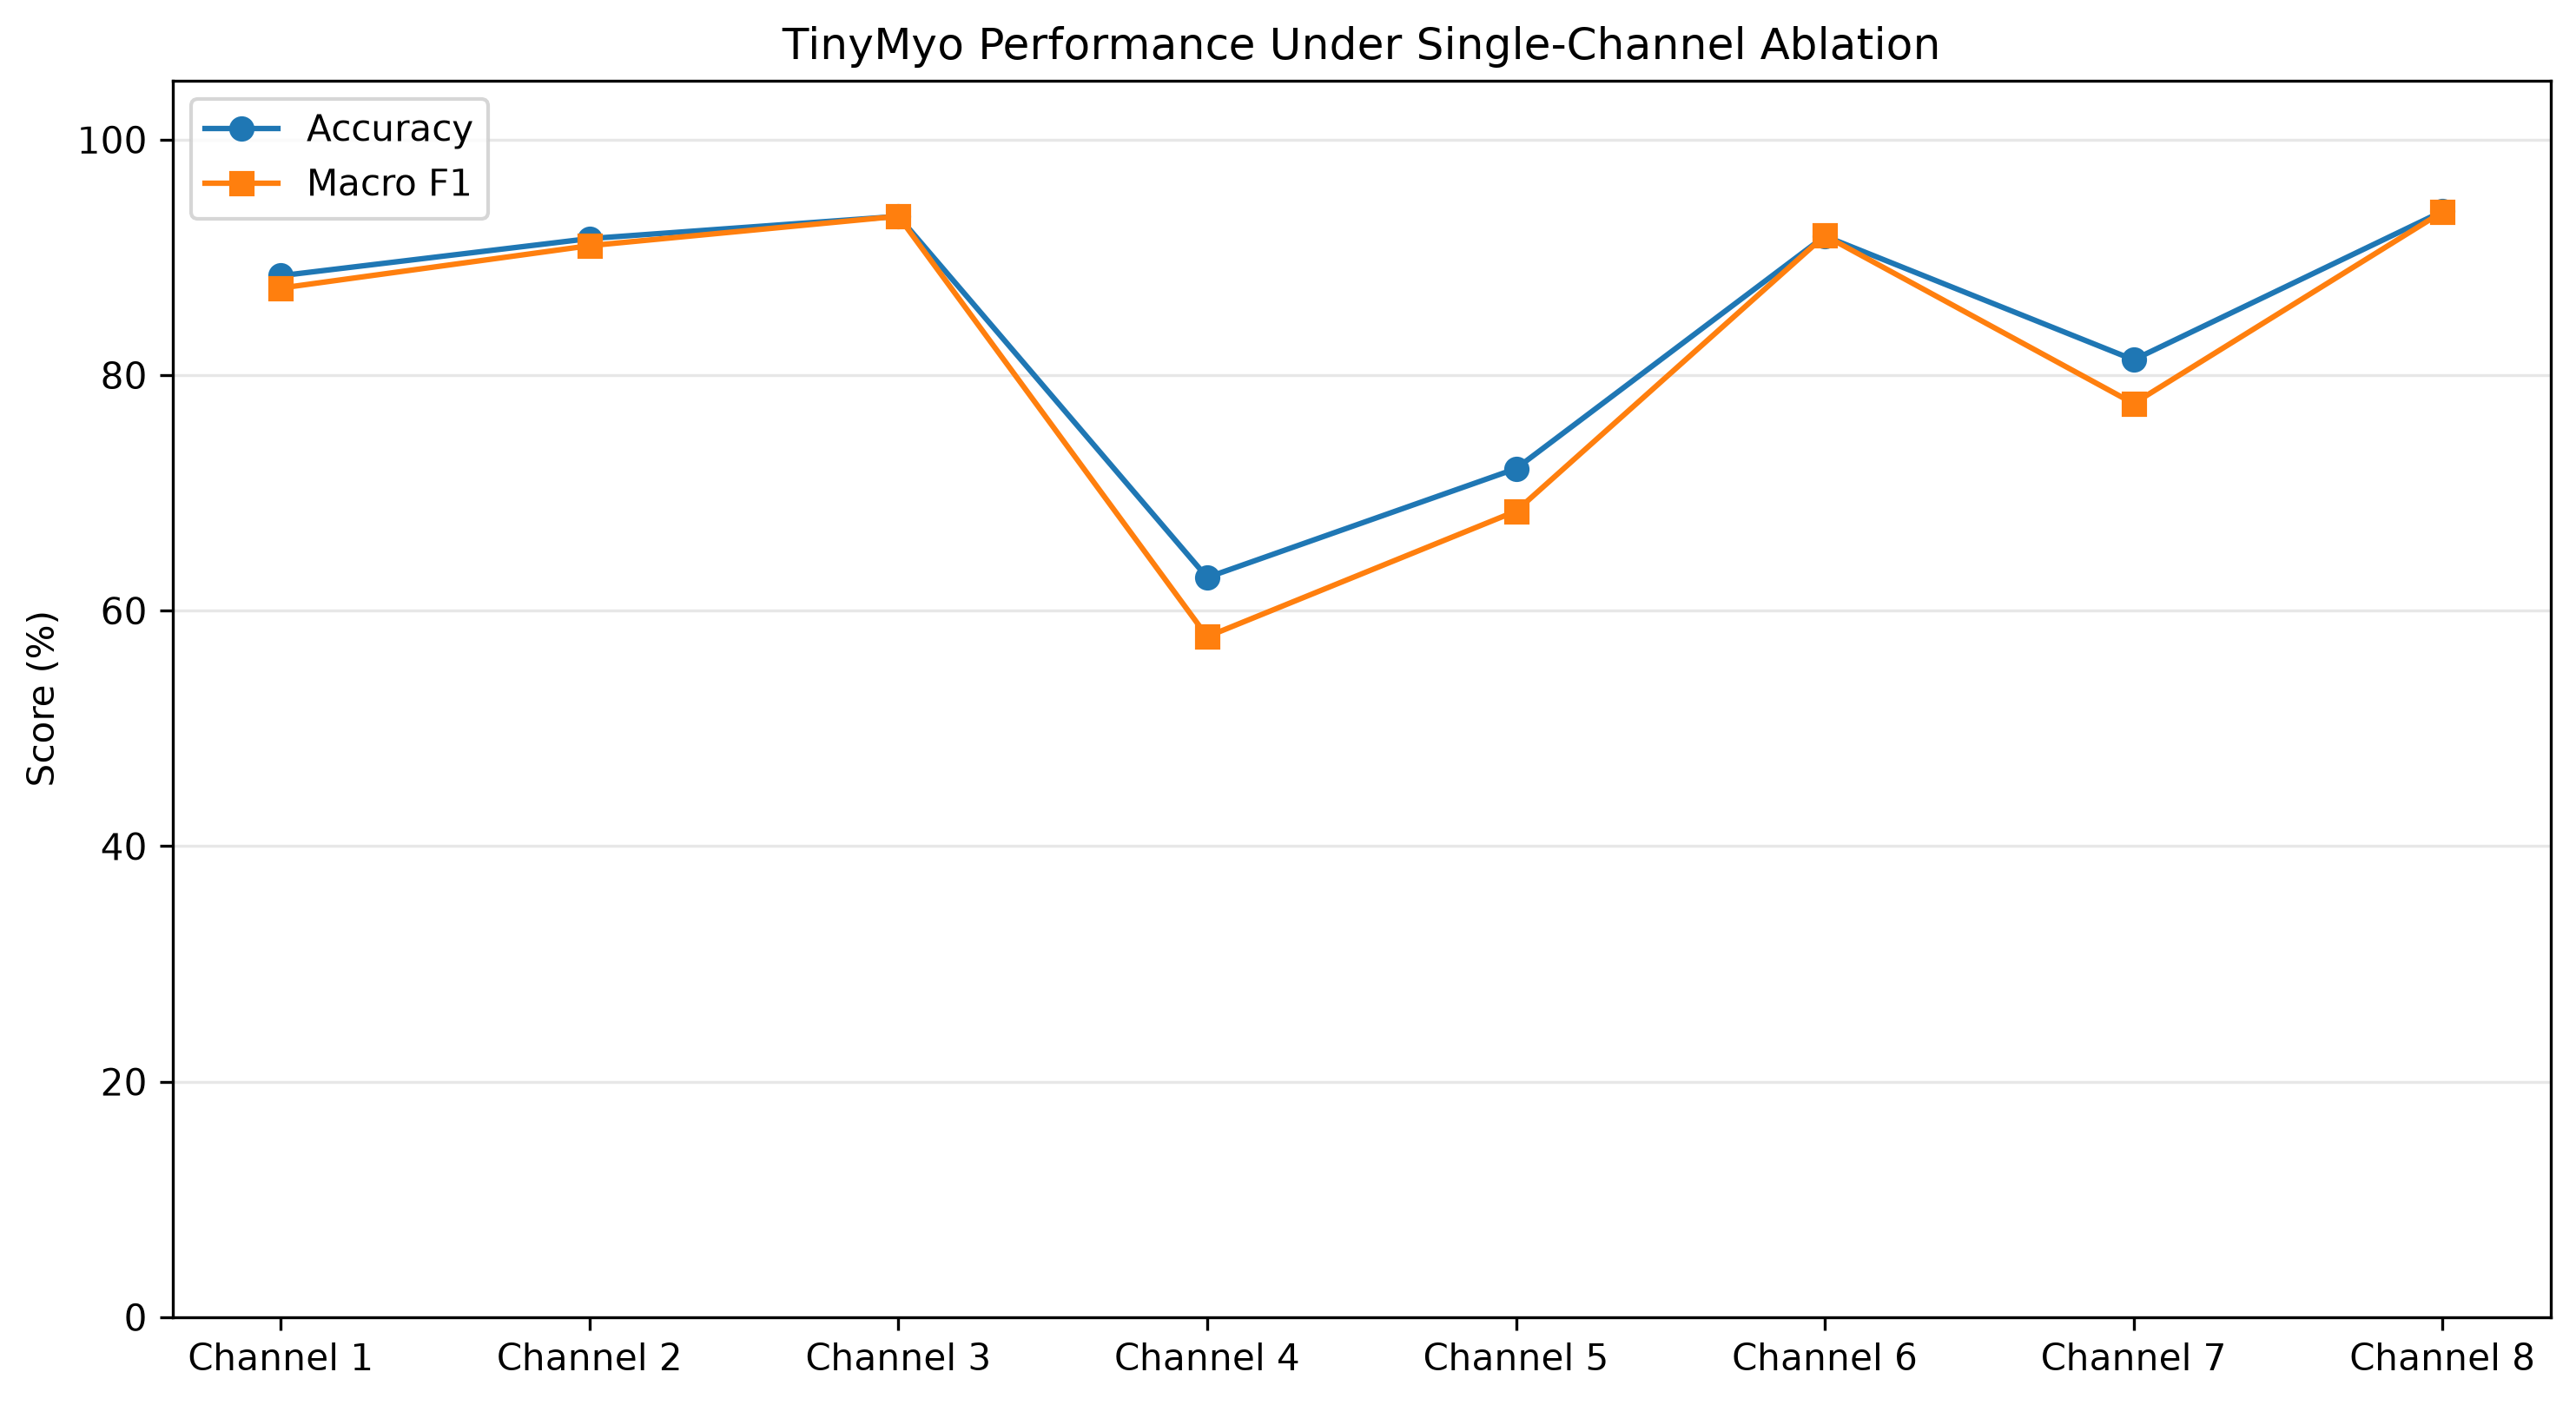 TinyMyo Performance Under Single-Channel Ablation
Accuracy
Macro F1
Score (%)
100
80
60
40
20
0
Channel 1
Channel 2
Channel 3
Channel 4
Channel 5
Channel 6
Channel 7
Channel 8